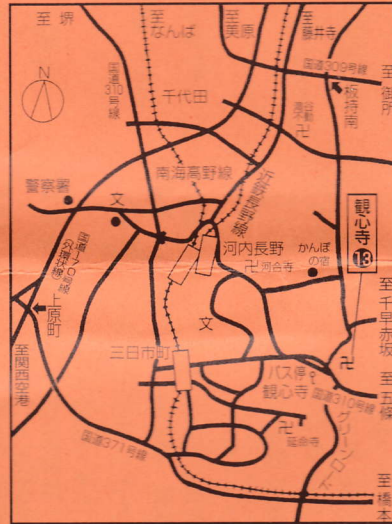 至堺
至なんば
至美原
至藤井寺
国道309号線
至御所
N
国道310号線
千代田
滝谷不動
板持南
南海高野線
近鉄長野線
警察署
文
観心寺
13
国道170号線
(外環状線)
河内長野
河合寺
かんぽの宿
上原町
文
至千早赤坂
至関西空港
三日市町
バス停
観心寺
至五條
国道310号線
グリーンロード
延命寺
国道371号線
至橋本